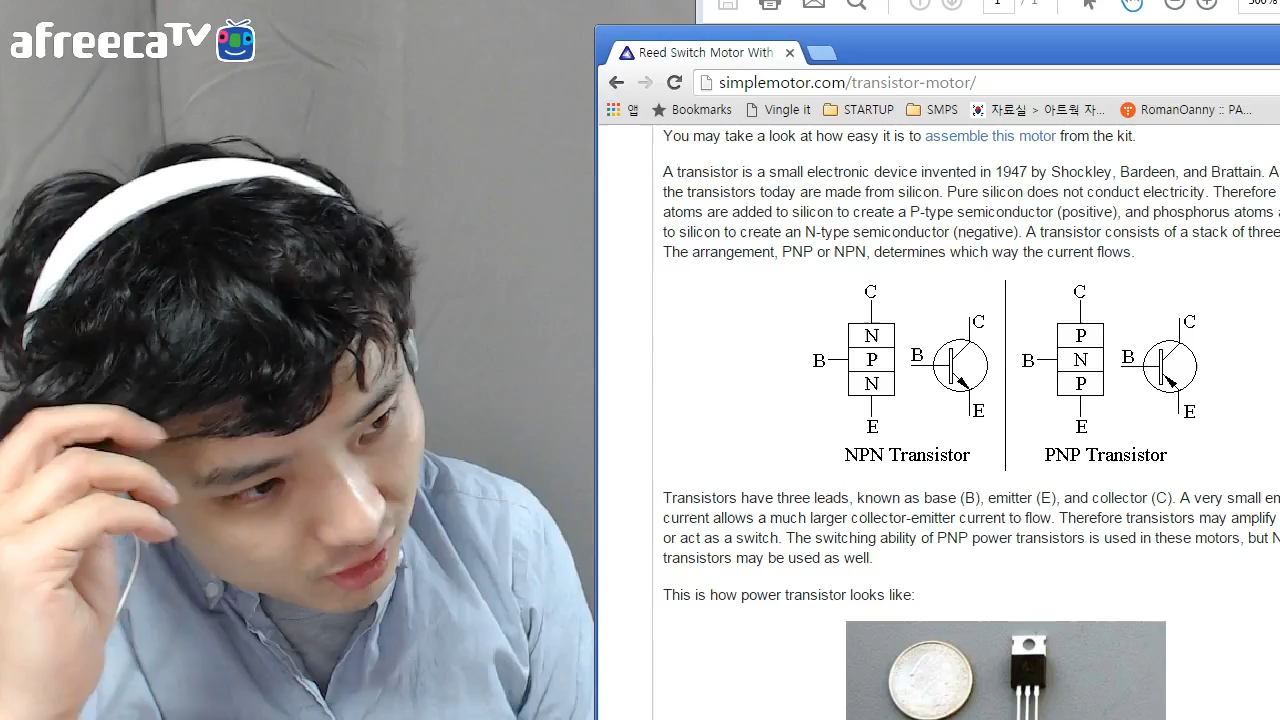 afreecaTV
1 / 1
Reed Switch Motor With
simplemotor.com/transistor-motor/
앱 Bookmarks Vingle it STARTUP SMPS 자료실 > 아트웍 자... RomanOanny :: PA...
You may take a look at how easy it is to assemble this motor from the kit.
A transistor is a small electronic device invented in 1947 by Shockley, Bardeen, and Brattain. A
the transistors today are made from silicon. Pure silicon does not conduct electricity. Therefore
atoms are added to silicon to create a P-type semiconductor (positive), and phosphorus atoms
to silicon to create an N-type semiconductor (negative). A transistor consists of a stack of three
The arrangement, PNP or NPN, determines which way the current flows.
C C
N C P C
B P B B N B
N P
E E E E
NPN Transistor PNP Transistor
Transistors have three leads, known as base (B), emitter (E), and collector (C). A very small em
current allows a much larger collector-emitter current to flow. Therefore transistors may amplify
or act as a switch. The switching ability of PNP power transistors is used in these motors, but N
transistors may be used as well.
This is how power transistor looks like: